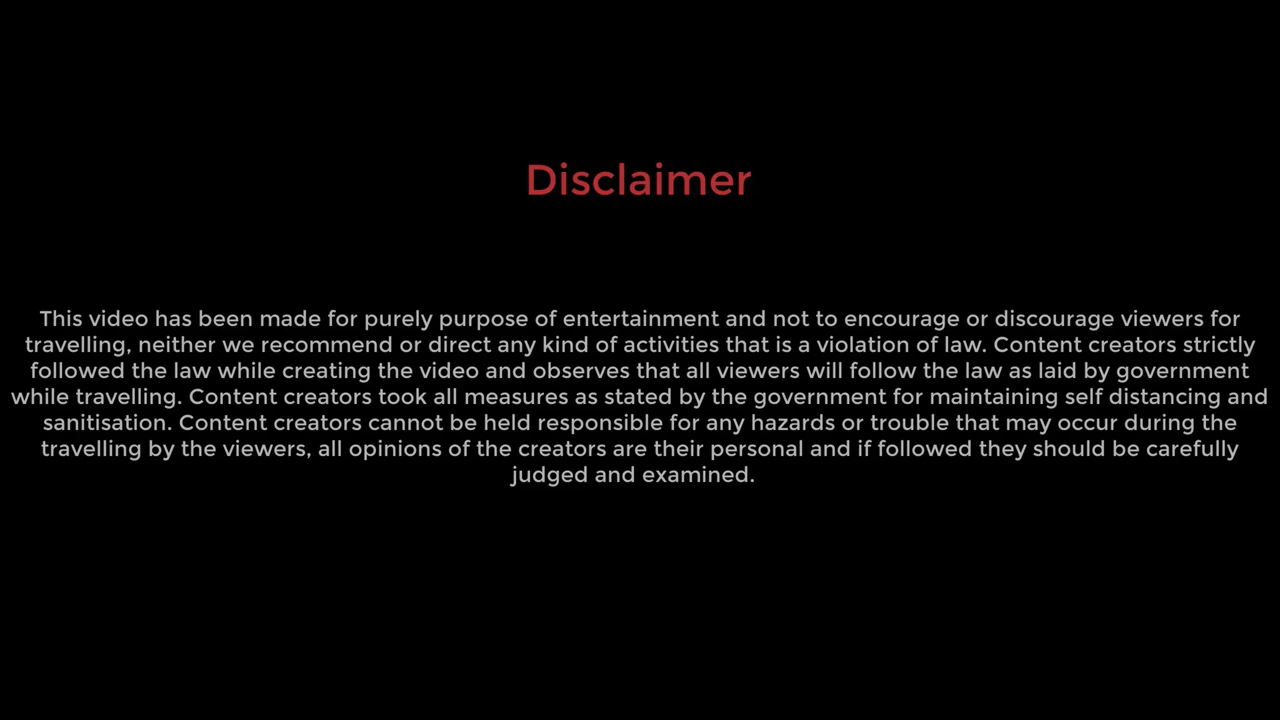 Disclaimer
This video has been made for purely purpose of entertainment and not to encourage or discourage viewers for
travelling, neither we recommend or direct any kind of activities that is a violation of law. Content creators strictly
followed the law while creating the video and observes that all viewers will follow the law as laid by government
while travelling. Content creators took all measures as stated by the government for maintaining self distancing and
sanitisation. Content creators cannot be held responsible for any hazards or trouble that may occur during the
travelling by the viewers, all opinions of the creators are their personal and if followed they should be carefully
judged and examined.